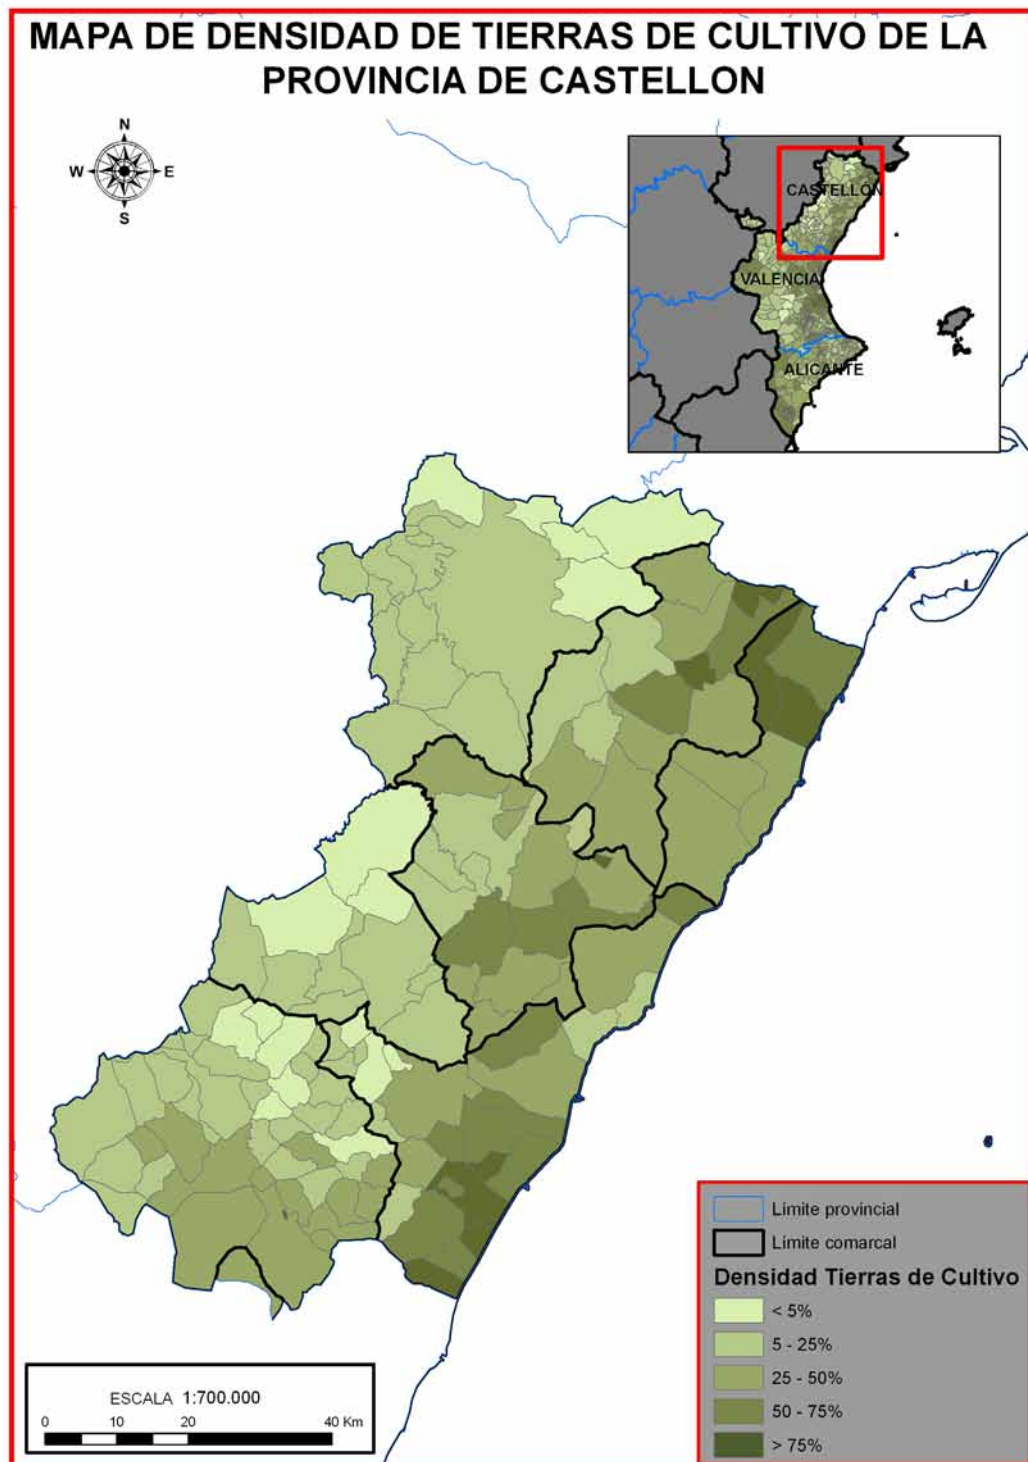 MAPA DE DENSIDAD DE TIERRAS DE CULTIVO DE LA
PROVINCIA DE CASTELLON
N
W E
S
CASTELLÓN
VALENCIA
ALICANTE
Límite provincial
Límite comarcal
Densidad Tierras de Cultivo
< 5%
5 - 25%
25 - 50%
50 - 75%
> 75%
ESCALA 1:700.000
0 10 20 40 Km